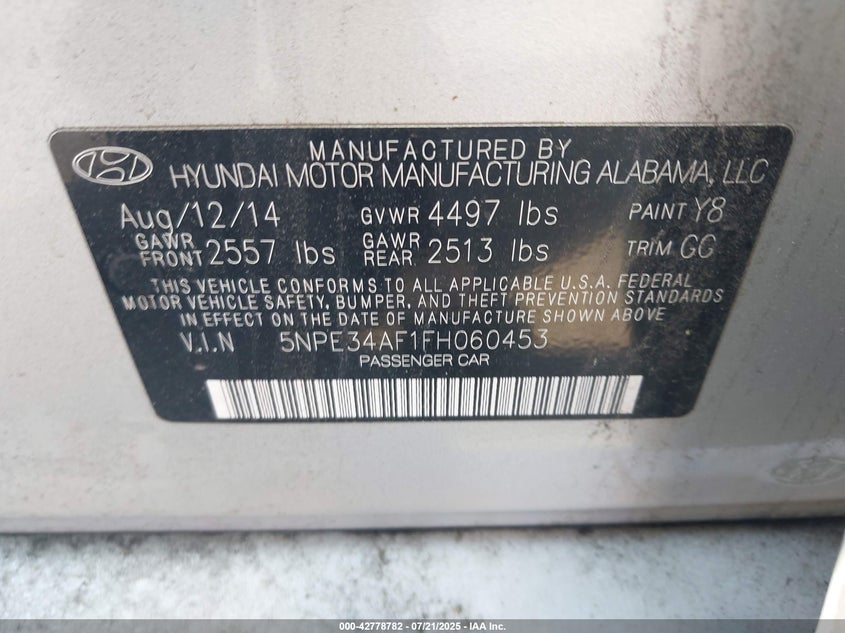 MANUFACTURED BY
HYUNDAI MOTOR MANUFACTURING ALABAMA, LLC
Aug/12/14 GVWR 4497 lbs PAINT Y8
GAWR FRONT 2557 lbs GAWR REAR 2513 lbs TRIM GG
THIS VEHICLE CONFORMS TO ALL APPLICABLE U.S.A. FEDERAL
MOTOR VEHICLE SAFETY, BUMPER, AND THEFT PREVENTION STANDARDS
IN EFFECT ON THE DATE OF MANUFACTURE SHOWN ABOVE
V.I.N 5NPE34AF1FH060453
PASSENGER CAR
000-42778782 - 07/21/2025 - IAA Inc.